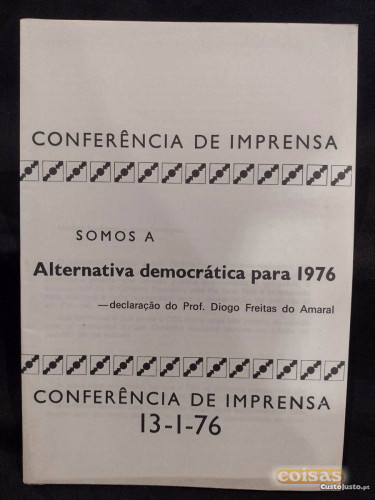 CONFERÊNCIA DE IMPRENSA
SOMOS A
Alternativa democrática para 1976
—declaração do Prof. Diogo Freitas do Amaral
CONFERÊNCIA DE IMPRENSA
13-1-76
coisas
CustoJusto.pt